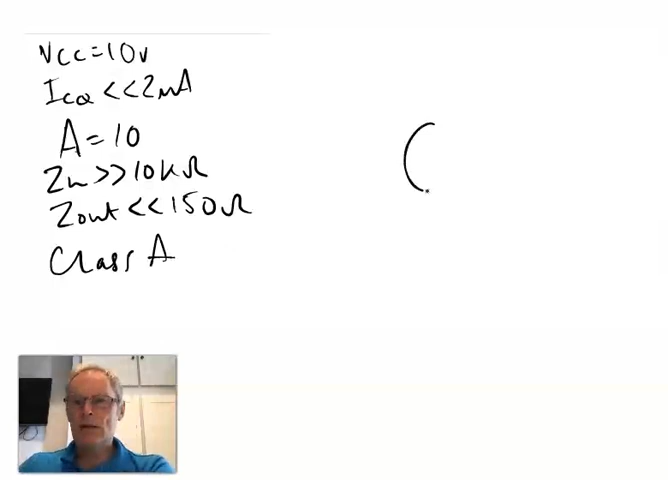 Vcc=10v
Icq <<2mA
A=10
Zin >>10kΩ
Zout <<150Ω
Class A